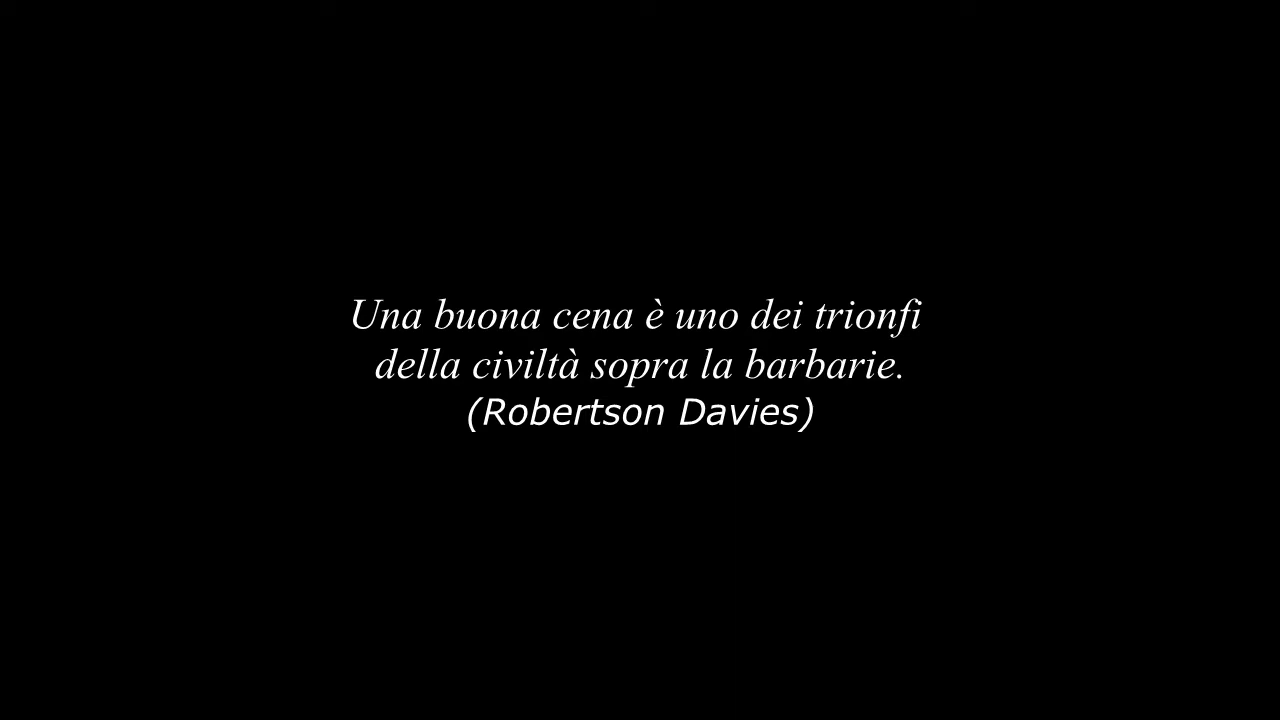 Una buona cena è uno dei trionfi
della civiltà sopra la barbarie.
(Robertson Davies)